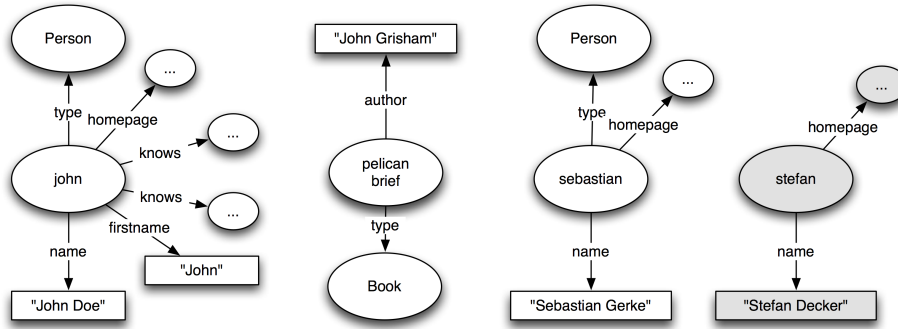 Person
...
type
homepage
...
knows
john
knows
...
firstname
name
"John"
"John Doe"
"John Grisham"
author
pelican
brief
type
Book
Person
...
type
homepage
sebastian
name
"Sebastian Gerke"
...
homepage
stefan
name
"Stefan Decker"